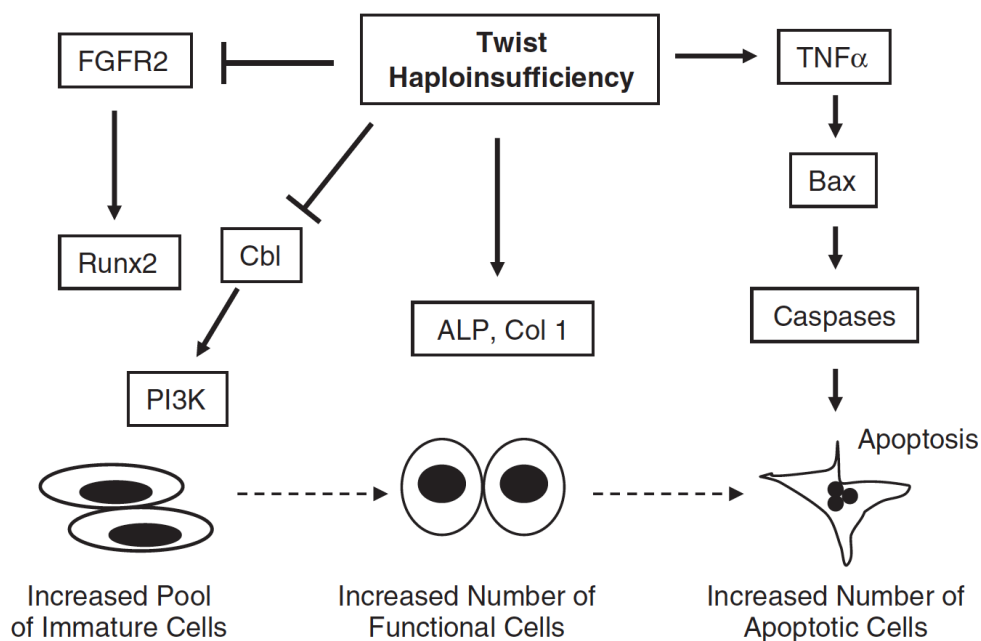 FGFR2
Twist
Haploinsufficiency
TNFα
Bax
Runx2
Cbl
ALP, Col 1
Caspases
PI3K
Apoptosis
Increased Pool
of Immature Cells
Increased Number of
Functional Cells
Increased Number of
Apoptotic Cells